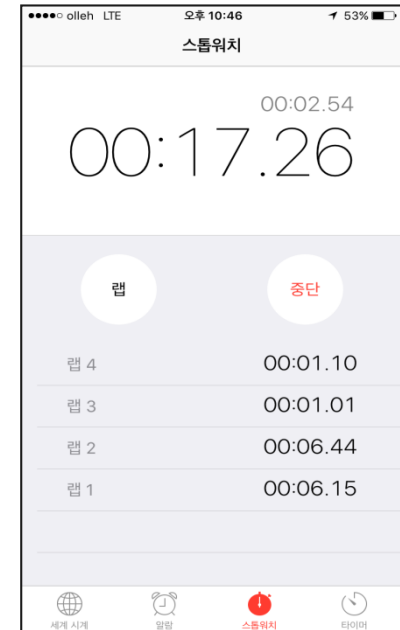 olleh LTE 오후 10:46 53%
스톱워치
00:02.54
00:17.26
랩 중단
랩 4 00:01.10
랩 3 00:01.01
랩 2 00:06.44
랩 1 00:06.15
세계 시계 알람 스톱워치 타이머